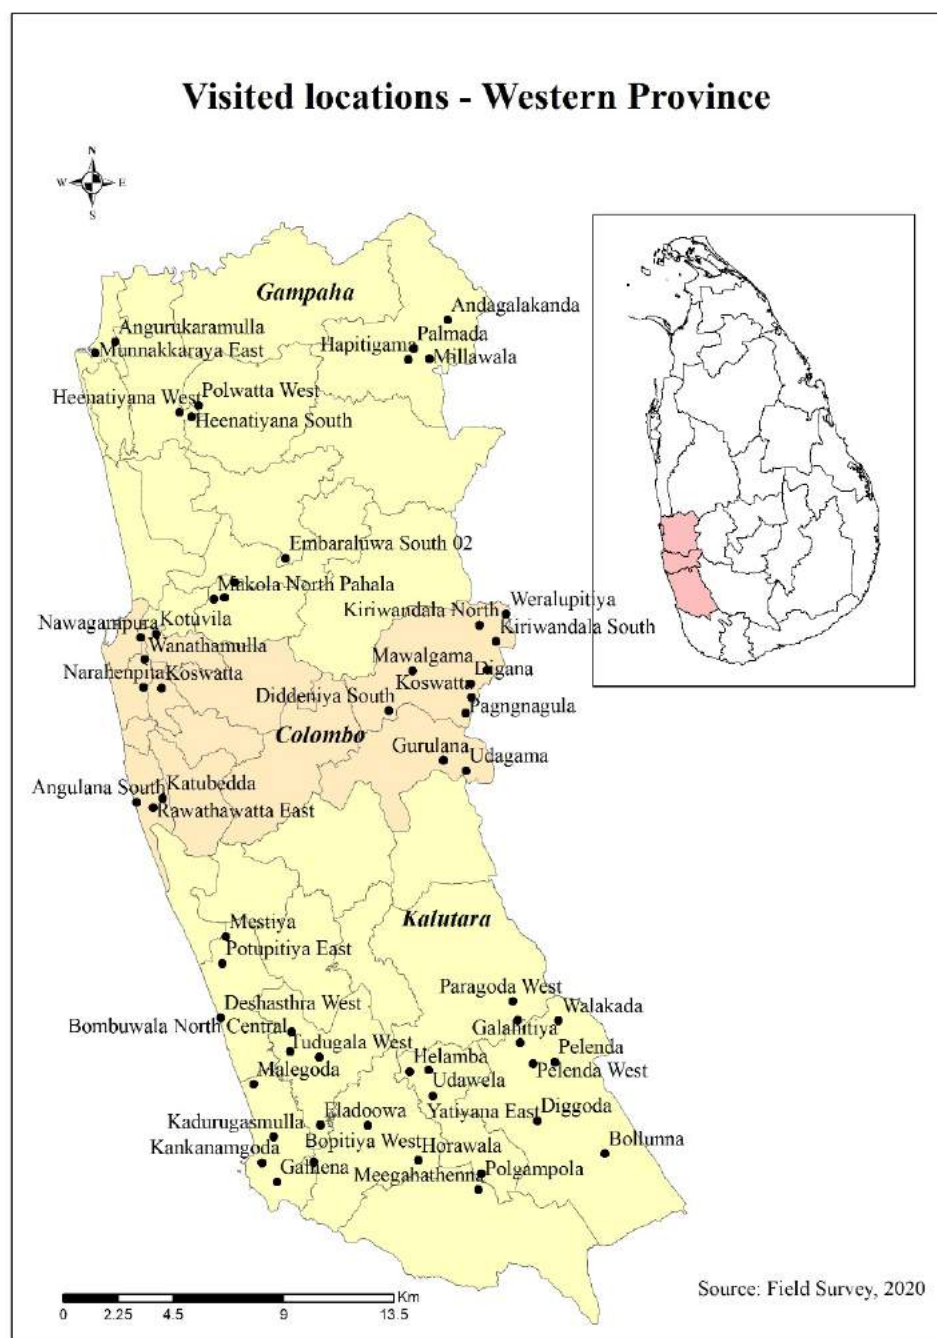 Visited locations - Western Province
N
W E
S
Gampaha
Andagalakanda
Angurukaramulla
Palmada
Hapitigama
Munnakkaraya East
Millawala
Polwatta West
Heenatiyana West
Heenatiyana South
Embaraluwa South 02
Makola North Pahala
Weralupitiya
Kiriwandala North
Kotuvila
Nawagampura
Kiriwandala South
Wanathamulla
Mawalgama
Digana
Narahenpita
Koswatta
Koswatta
Diddeniya South
Pagngnagula
Colombo
Gurulana
Udagama
Angulana South
Katubedda
Rawathawatta East
Kalutara
Mestiya
Potupitiya East
Paragoda West
Deshasthra West
Walakada
Bombuwala North Central
Galahitiya
Tudugala West
Pelenda
Helamba
Malegoda
Pelenda West
Udawela
Yatiyana East
Diggoda
Eladoowa
Kadurugasmulla
Bopitiya West
Bollunna
Kankanamgoda
Horawala
Galhena
Meegahathenna
Polgampola
Source: Field Survey, 2020
Km
0 2.25 4.5 9 13.5